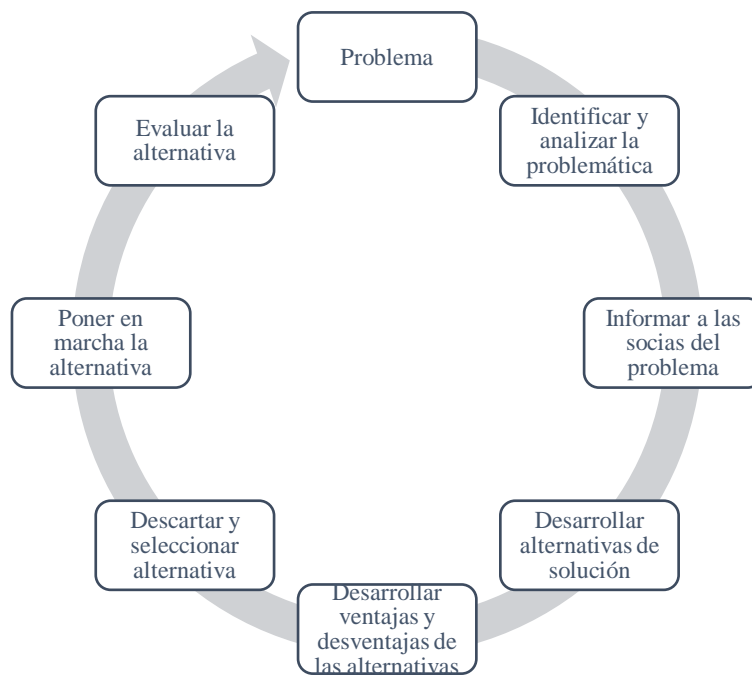 Problema
Identificar y
analizar la
problemática
Informar a las
socias del
problema
Desarrollar
alternativas de
solución
Desarrollar
ventajas y
desventajas de
las alternativas
Descartar y
seleccionar
alternativa
Poner en
marcha la
alternativa
Evaluar la
alternativa